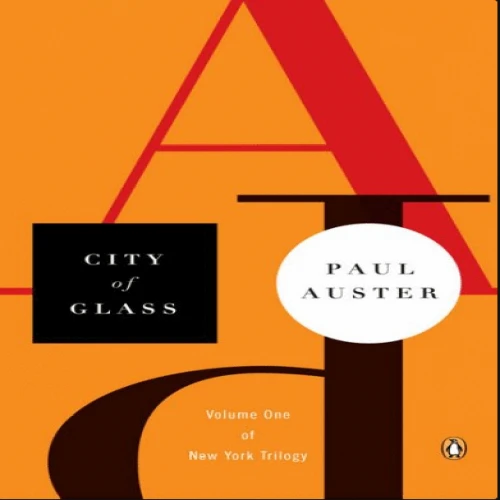 CITY
of
GLASS
PAUL
AUSTER
Volume One
of
New York Trilogy